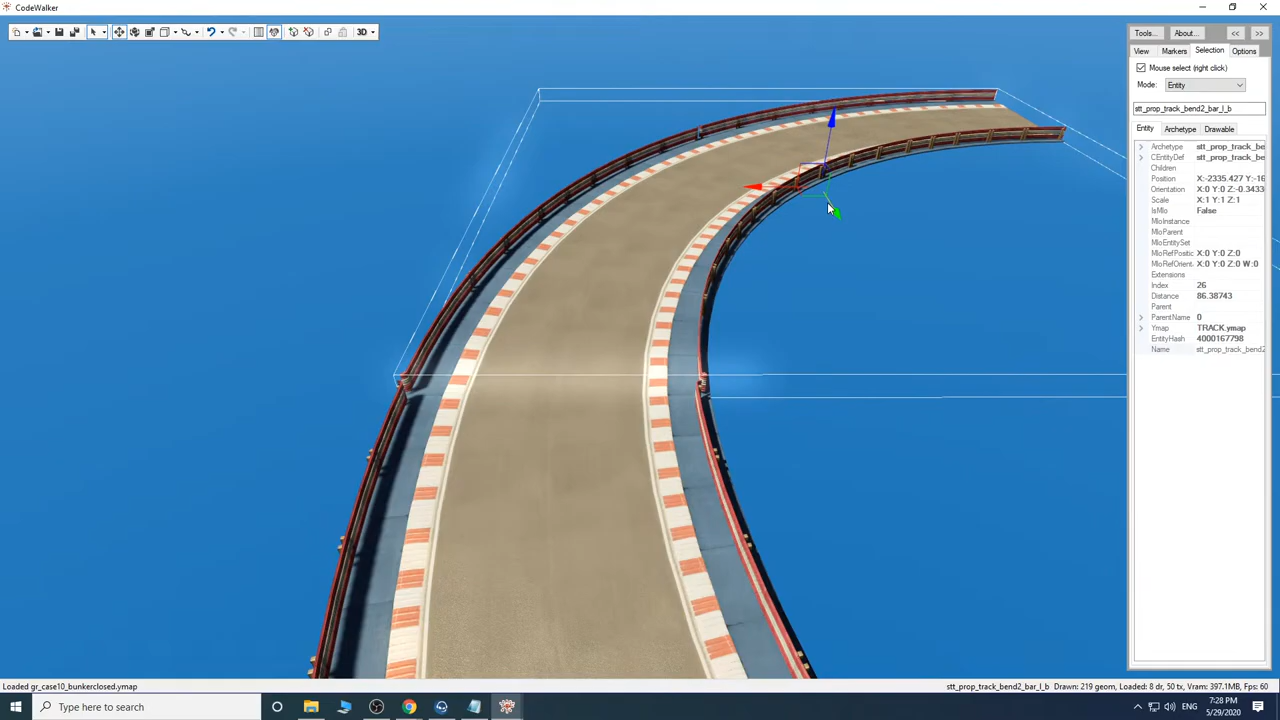 CodeWalker
3D
Tools...
About...
<<
>>
View
Markers
Selection
Options
Mouse select (right click)
Mode:
Entity
stt_prop_track_bend2_bar_l_b
Entity
Archetype
Drawable
Archetype stt_prop_track_be
CEntityDef stt_prop_track_be
Children
Position X:-2335.427 Y:-16
Orientation X:0 Y:0 Z:-0.3433
Scale X:1 Y:1 Z:1
IsMlo False
MloInstance
MloParent
MloEntitySet
MloRefPositic X:0 Y:0 Z:0
MloRefOrient. X:0 Y:0 Z:0 W:0
Extensions
Index 26
Distance 86.38743
Parent
ParentName 0
Ymap TRACK.ymap
EntityHash 4000167798
Name stt_prop_track_bend2
Loaded gr_case10_bunkerclosed.ymap
stt_prop_track_bend2_bar_l_b Drawn: 219 geom, Loaded: 8 dr, 50 tx, Vram: 397.1MB, Fps: 60
Type here to search
ENG
7:28 PM
5/29/2020